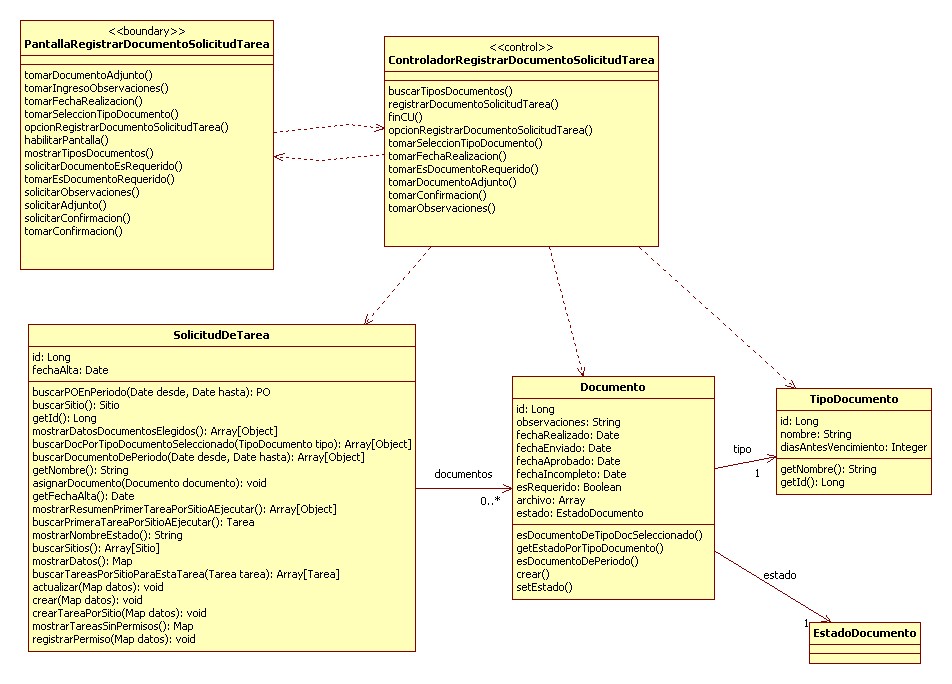 <<boundary>>
PantallaRegistrarDocumentoSolicitudTarea
tomarDocumentoAdjunto()
tomarIngresoObservaciones()
tomarFechaRealizacion()
tomarSeleccionTipoDocumento()
opcionRegistrarDocumentoSolicitudTarea()
habilitarPantalla()
mostrarTiposDocumentos()
solicitarDocumentoEsRequerido()
tomarEsDocumentoRequerido()
solicitarObservaciones()
solicitarAdjunto()
solicitarConfirmacion()
tomarConfirmacion()
<<control>>
ControladorRegistrarDocumentoSolicitudTarea
buscarTiposDocumentos()
registrarDocumentoSolicitudTarea()
finCU()
opcionRegistrarDocumentoSolicitudTarea()
tomarSeleccionTipoDocumento()
tomarFechaRealizacion()
tomarEsDocumentoRequerido()
tomarDocumentoAdjunto()
tomarConfirmacion()
tomarObservaciones()
SolicitudDeTarea
id: Long
fechaAlta: Date
buscarPOEnPeriodo(Date desde, Date hasta): PO
buscarSitio(): Sitio
getId(): Long
mostrarDatosDocumentosElegidos(): Array[Object]
buscarDocPorTipoDocumentoSeleccionado(TipoDocumento tipo): Array[Object]
buscarDocumentoDePeriodo(Date desde, Date hasta): Array[Object]
getNombre(): String
asignarDocumento(Documento documento): void
getFechaAlta(): Date
mostrarResumenPrimerTareaPorSitioAEjecutar(): Array[Object]
buscarPrimeraTareaPorSitioAEjecutar(): Tarea
mostrarNombreEstado(): String
buscarSitios(): Array[Sitio]
mostrarDatos(): Map
buscarTareasPorSitioParaEstaTarea(Tarea tarea): Array[Tarea]
actualizar(Map datos): void
crear(Map datos): void
crearTareaPorSitio(Map datos): void
mostrarTareasSinPermisos(): Map
registrarPermiso(Map datos): void
documentos
0..*
Documento
id: Long
observaciones: String
fechaRealizado: Date
fechaEnviado: Date
fechaAprobado: Date
fechaIncompleto: Date
esRequerido: Boolean
archivo: Array
estado: EstadoDocumento
esDocumentoDeTipoDocSeleccionado()
getEstadoPorTipoDocumento()
esDocumentoDePeriodo()
crear()
setEstado()
tipo
1
TipoDocumento
id: Long
nombre: String
diasAntesVencimiento: Integer
getNombre(): String
getId(): Long
estado
1
EstadoDocumento